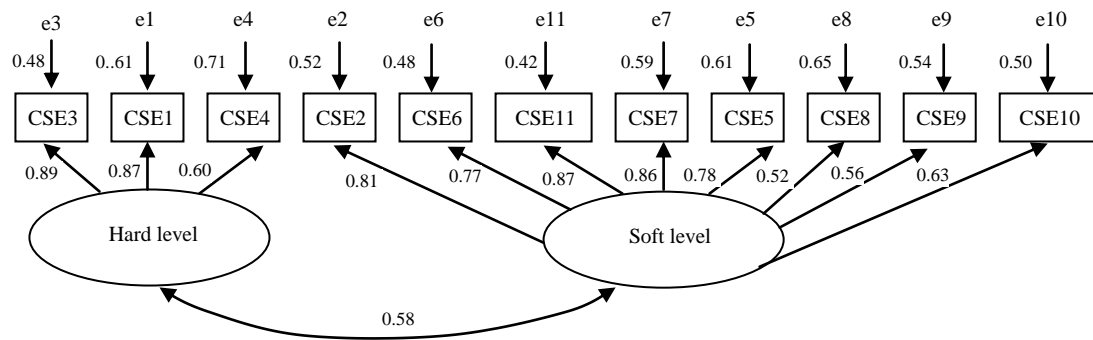 e3 e1 e4 e2 e6 e11 e7 e5 e8 e9 e10
0.48 0..61 0.71 0.52 0.48 0.42 0.59 0.61 0.65 0.54 0.50
CSE3 CSE1 CSE4 CSE2 CSE6 CSE11 CSE7 CSE5 CSE8 CSE9 CSE10
0.89 0.87 0.60 0.81 0.77 0.87 0.86 0.78 0.52 0.56 0.63
Hard level Soft level
0.58